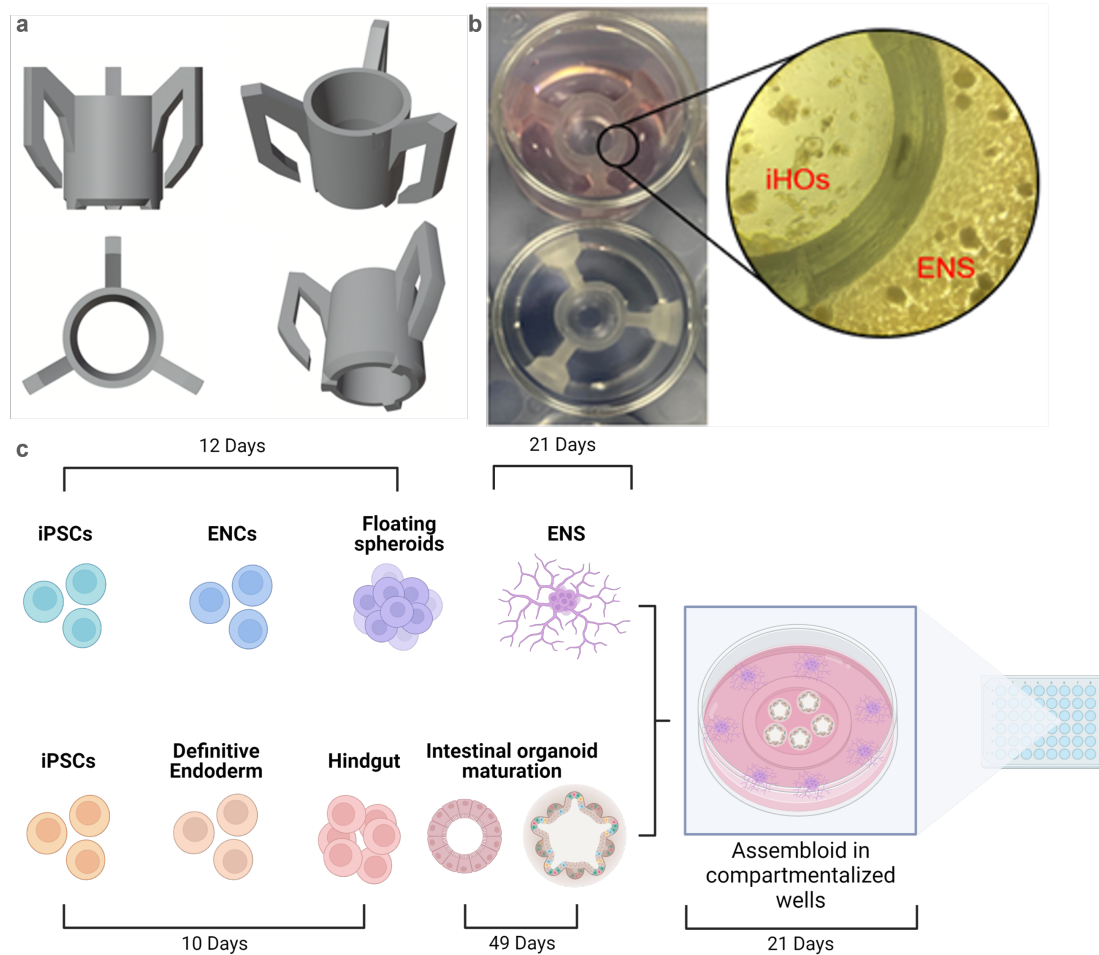 a
b
iHOs
ENS
c
12 Days
21 Days
iPSCs
ENCs
Floating
spheroids
ENS
iPSCs
Definitive
Endoderm
Hindgut
Intestinal organoid
maturation
Assembloid in
compartmentalized
wells
10 Days
49 Days
21 Days